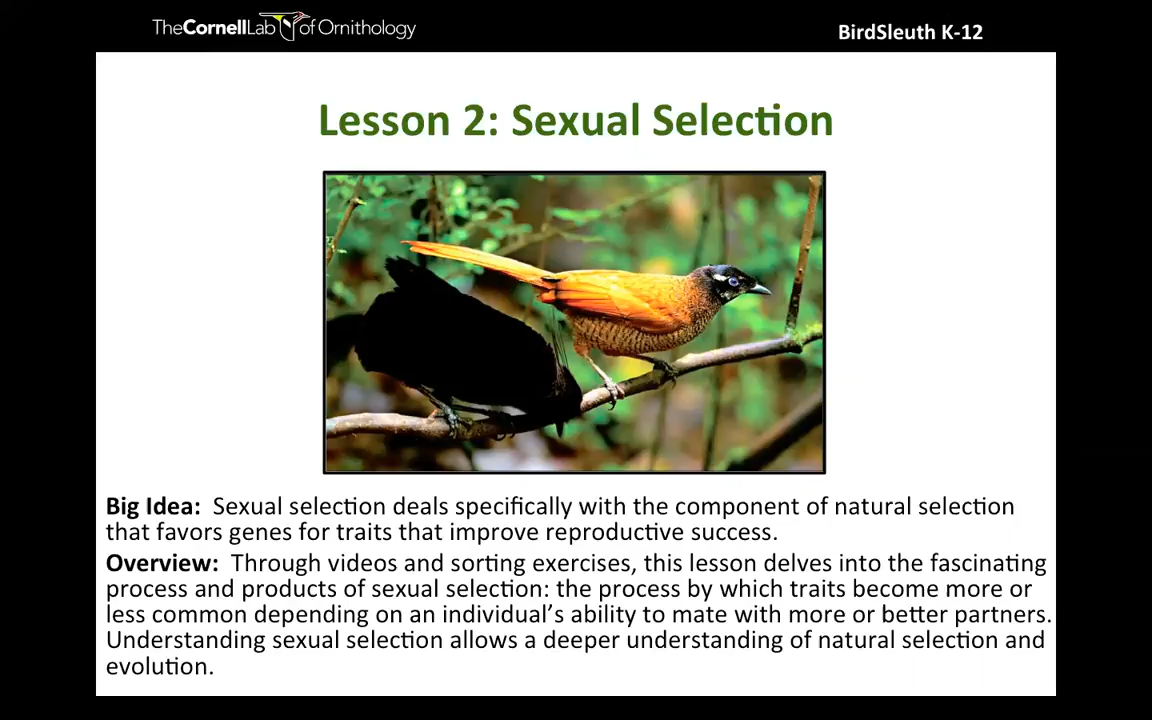 TheCornellLab of Ornithology
BirdSleuth K-12
Lesson 2: Sexual Selection
Big Idea: Sexual selection deals specifically with the component of natural selection
that favors genes for traits that improve reproductive success.
Overview: Through videos and sorting exercises, this lesson delves into the fascinating
process and products of sexual selection: the process by which traits become more or
less common depending on an individual’s ability to mate with more or better partners.
Understanding sexual selection allows a deeper understanding of natural selection and
evolution.